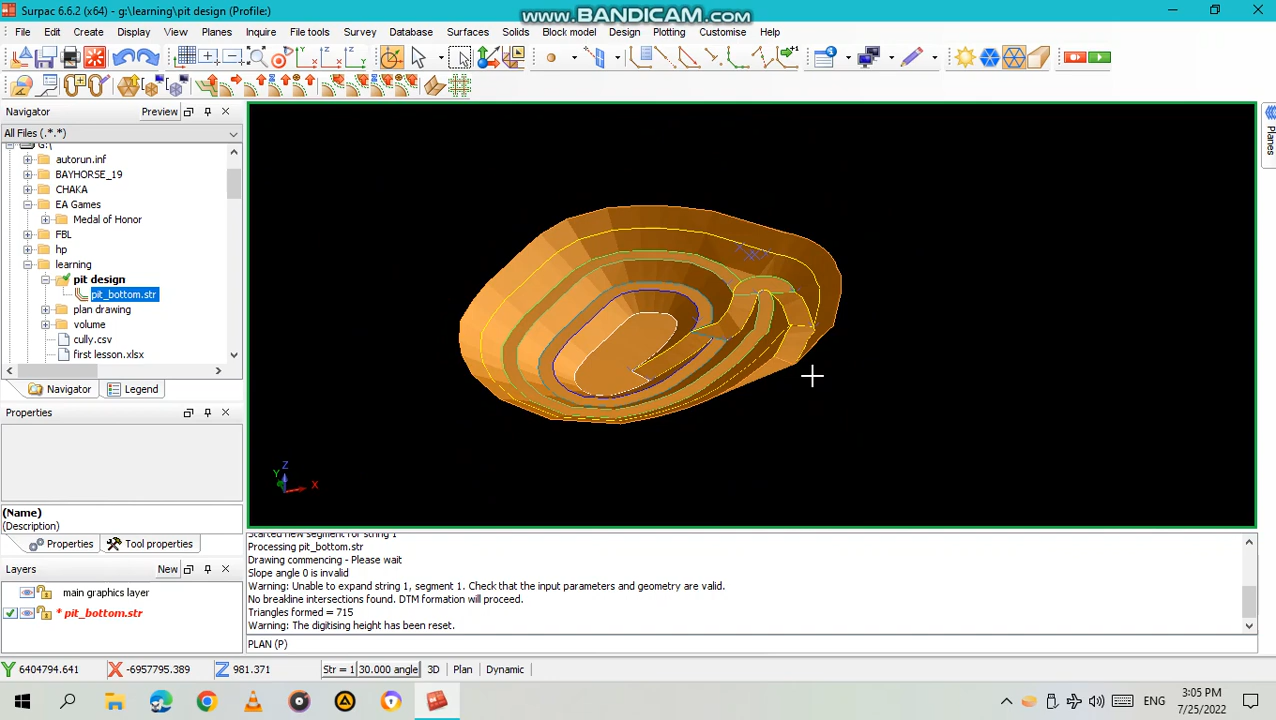 Surpac 6.6.2 (x64) - g:\learning\pit design (Profile:)
www.BANDICAM.com
File Edit Create Display View Planes Inquire File tools Survey Database Surfaces Solids Block model Design Plotting Customise Help
Navigator Preview
All Files (*.*)
G:\
autorun.inf
BAYHORSE_19
CHAKA
EA Games
Medal of Honor
FBL
hp
learning
pit design
pit_bottom.str
plan drawing
volume
cully.csv
first lesson.xlsx
Navigator Legend
Properties
(Name)
(Description)
Properties Tool properties
Layers New
main graphics layer
* pit_bottom.str
Planes
Z
Y
X
Started new segment for string 1
Processing pit_bottom.str
Drawing commencing - Please wait
Slope angle 0 is invalid
Warning: Unable to expand string 1, segment 1. Check that the input parameters and geometry are valid.
No breakline intersections found. DTM formation will proceed.
Triangles formed = 715
Warning: The digitising height has been reset.
PLAN (P)
Y 6404794.641 X -6957795.389 Z 981.371 Str = 1 30.000 angle 3D Plan Dynamic
ENG
3:05 PM
7/25/2022